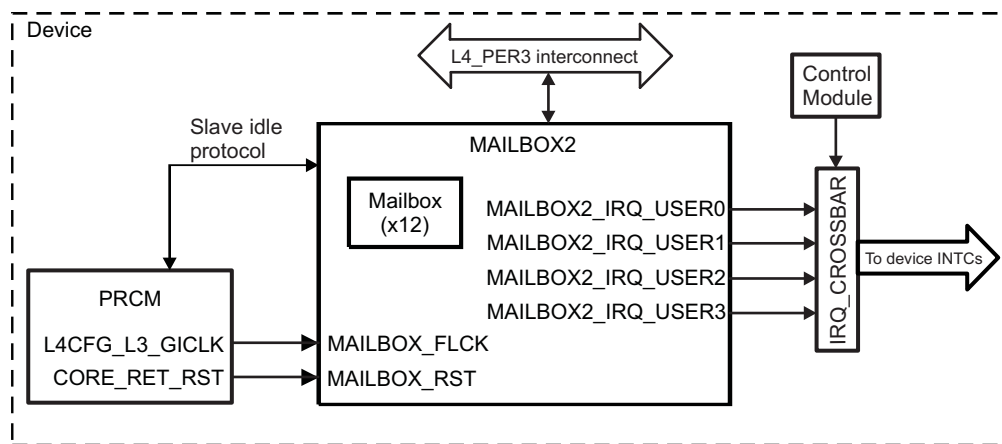 Device
L4_PER3 interconnect
Control
Module
Slave idle
protocol
MAILBOX2
Mailbox
(x12)
MAILBOX2_IRQ_USER0
MAILBOX2_IRQ_USER1
MAILBOX2_IRQ_USER2
MAILBOX2_IRQ_USER3
IRQ_CROSSBAR
To device INTCs
PRCM
L4CFG_L3_GICLK
MAILBOX_FLCK
CORE_RET_RST
MAILBOX_RST